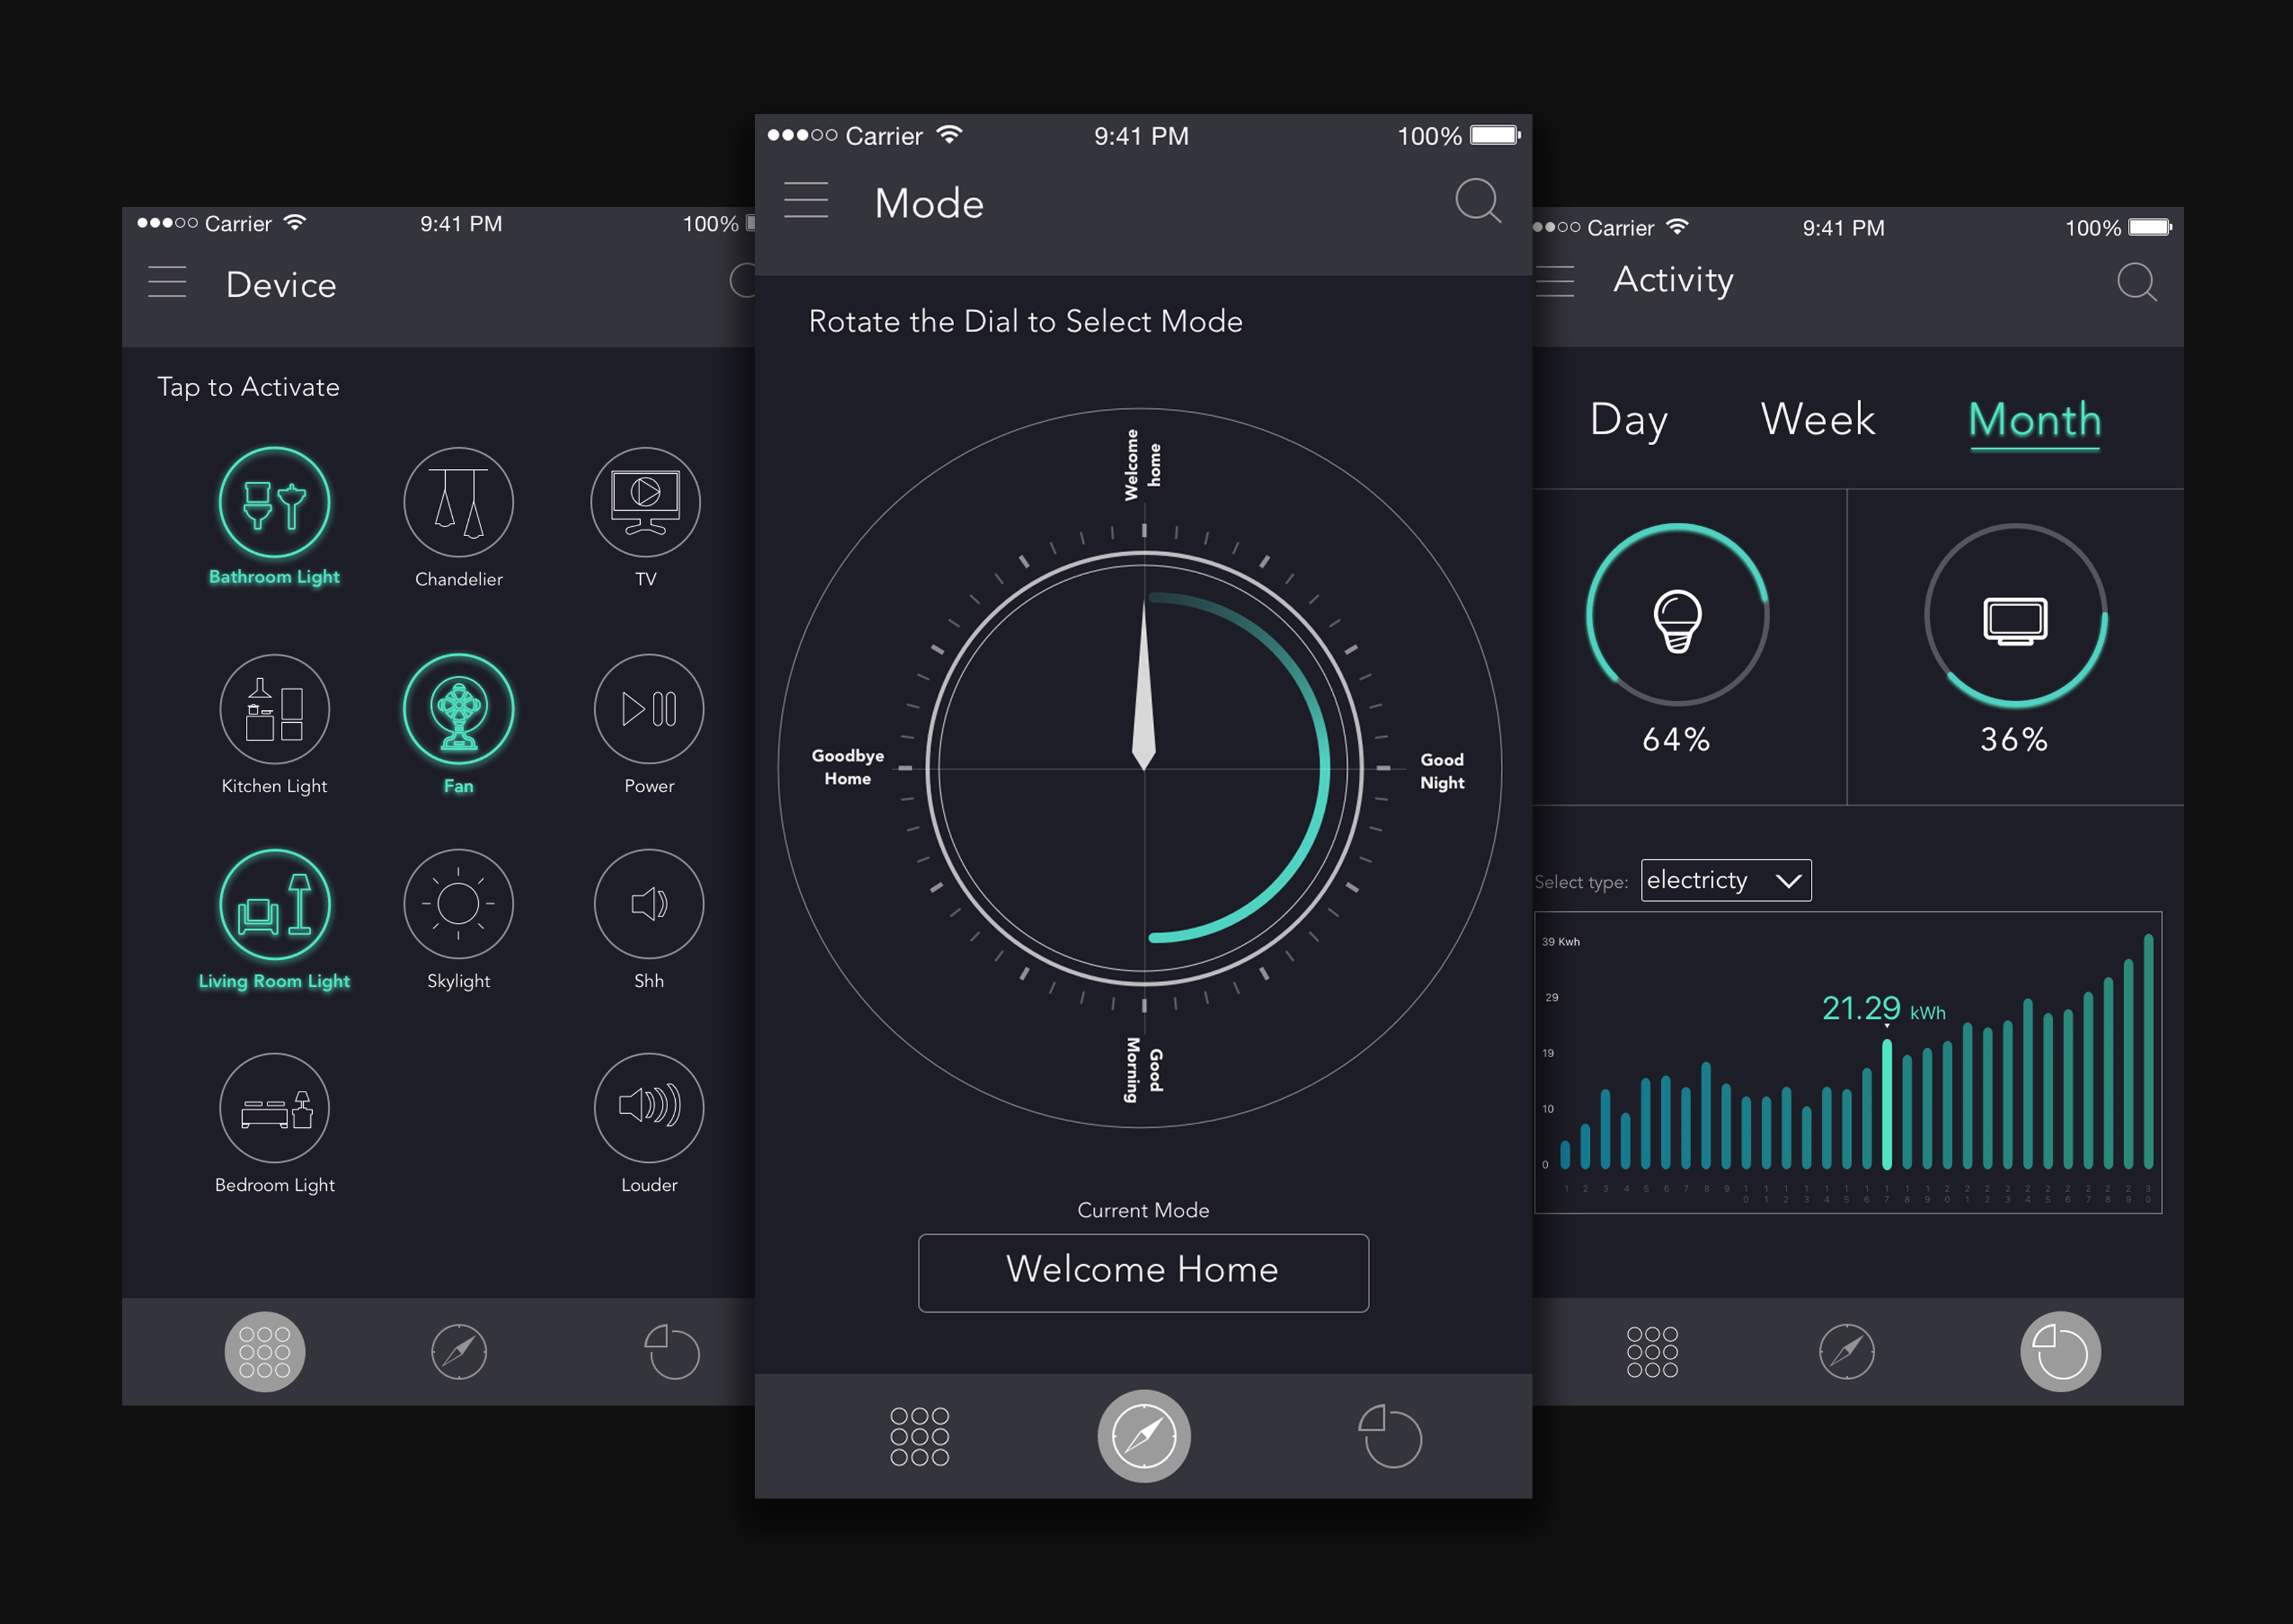 Carrier 9:41 PM 100%
Device
Tap to Activate
Bathroom Light Chandelier TV
Kitchen Light Fan Power
Living Room Light Skylight Shh
Bedroom Light Louder
Carrier 9:41 PM 100%
Mode
Rotate the Dial to Select Mode
Welcome
home
Goodbye
Home
Good
Night
Good
Morning
Current Mode
Welcome Home
Carrier 9:41 PM 100%
Activity
Day Week Month
64% 36%
Select type: electricty
39 Kwh
29
21.29 kWh
19
10
0
1 2 3 4 5 6 7 8 9 10 11 12 13 14 15 16 17 18 19 20 21 22 23 24 25 26 27 28 29 30